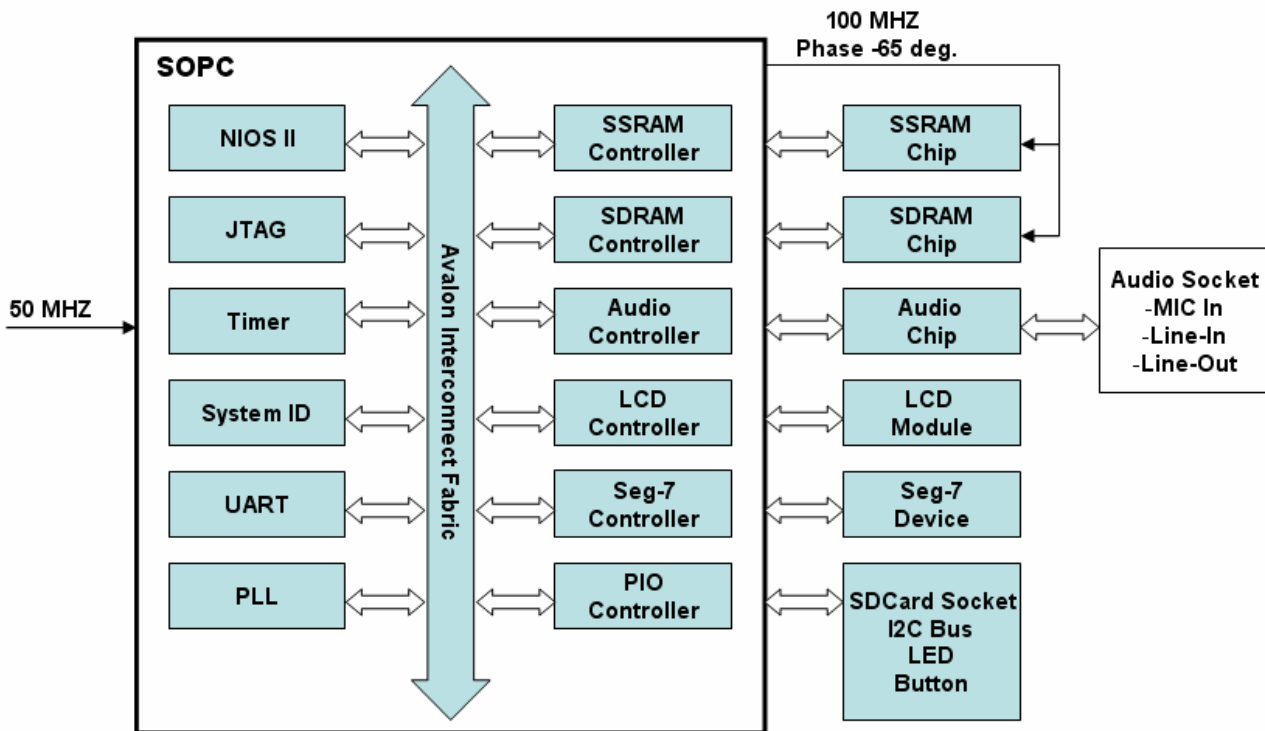 100 MHZ
Phase -65 deg.
SOPC
NIOS II
SSRAM
Controller
SSRAM
Chip
JTAG
SDRAM
Controller
SDRAM
Chip
50 MHZ
Timer
Avalon Interconnect Fabric
Audio
Controller
Audio
Chip
Audio Socket
-MIC In
-Line-In
-Line-Out
System ID
LCD
Controller
LCD
Module
UART
Seg-7
Controller
Seg-7
Device
PLL
PIO
Controller
SDCard Socket
I2C Bus
LED
Button